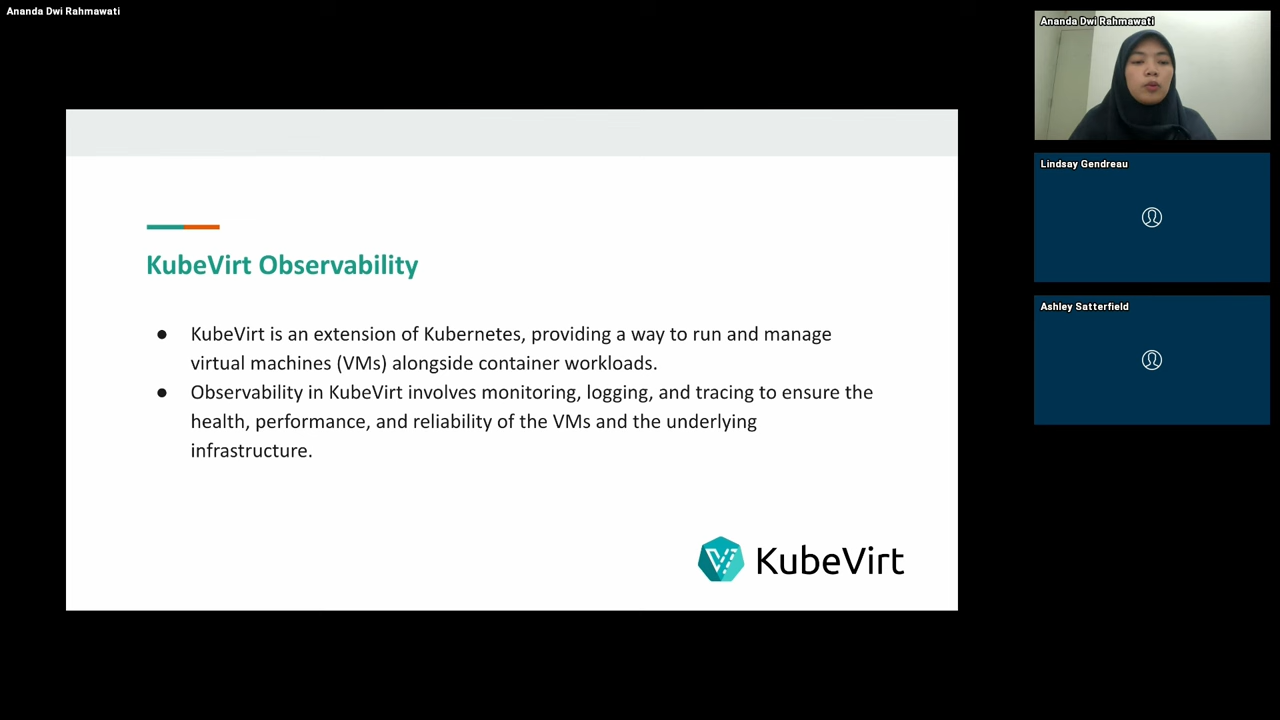 Ananda Dwi Rahmawati
Ananda Dwi Rahmawati
Lindsay Gendreau
Ashley Satterfield
KubeVirt Observability
● KubeVirt is an extension of Kubernetes, providing a way to run and manage
virtual machines (VMs) alongside container workloads.
● Observability in KubeVirt involves monitoring, logging, and tracing to ensure the
health, performance, and reliability of the VMs and the underlying
infrastructure.
KubeVirt